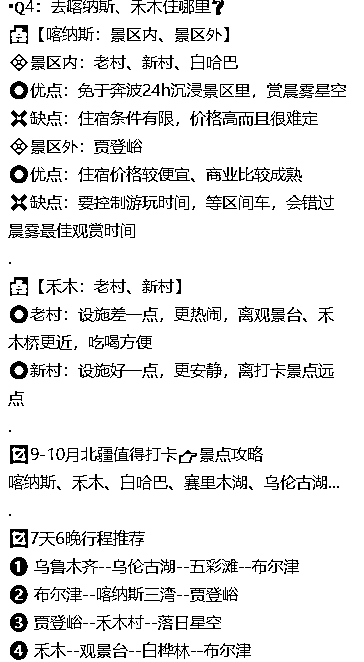 •Q4：去喀纳斯、禾木住哪里❓
🏨【喀纳斯：景区内、景区外】
💠景区内：老村、新村、白哈巴
⭕优点：免于奔波24h沉浸景区里，赏晨雾星空
❌缺点：住宿条件有限，价格高而且很难定
💠景区外：贾登峪
⭕优点：住宿价格较便宜、商业比较成熟
❌缺点：要控制游玩时间，等区间车，会错过
晨雾最佳观赏时间
.
🏨【禾木：老村、新村】
⭕老村：设施差一点，更热闹，离观景台、禾
木桥更近，吃喝方便
⭕新村：设施好一点，更安静，离打卡景点远
点
.
✅9-10月北疆值得打卡👉景点攻略
喀纳斯、禾木、白哈巴、赛里木湖、乌伦古湖...
.
✅7天6晚行程推荐
❶ 乌鲁木齐--乌伦古湖--五彩滩--布尔津
❷ 布尔津--喀纳斯三湾--贾登峪
❸ 贾登峪--禾木村--落日星空
❹ 禾木--观景台--白桦林--布尔津